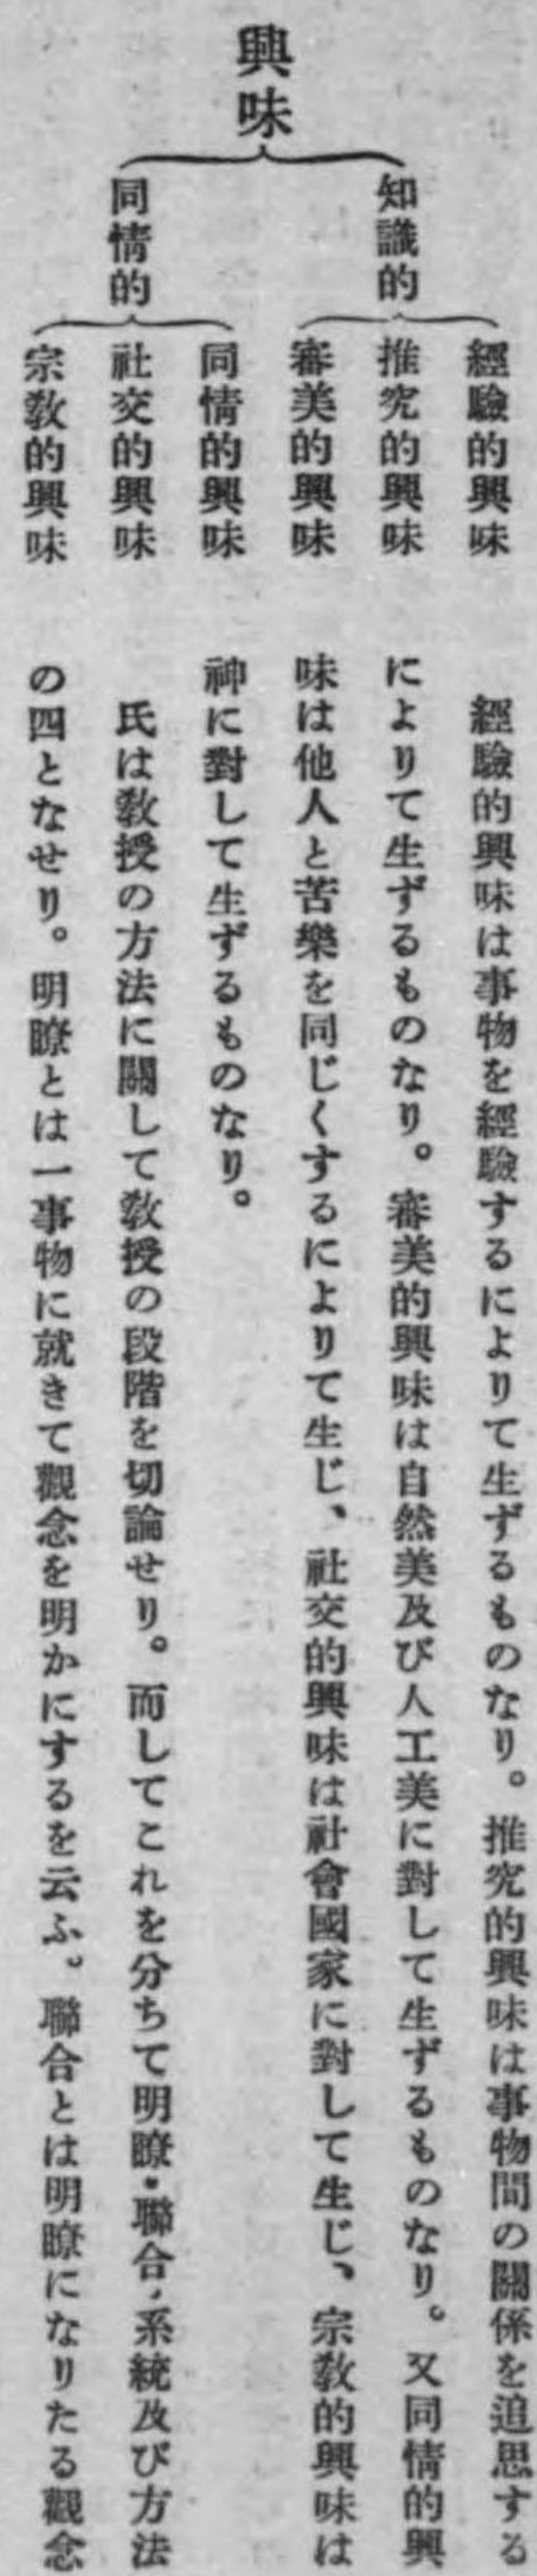 興味
知識的
經驗的興味
推究的興味
審美的興味
同情的
同情的興味
社交的興味
宗教的興味
經驗的興味は事物を經驗するによりて生ずるものなり。推究的興味は事物間の關係を追思する
によりて生ずるものなり。審美的興味は自然美及び人工美に對して生ずるものなり。又同情的興
味は他人と苦樂を同じくするによりて生じ、社交的興味は社會國家に對して生じ、宗教的興味は
神に對して生ずるものなり。
氏は敎授の方法に關して敎授の段階を切論せり。而してこれを分ちて明瞭・聯合・系統及び方法
の四となせり。明瞭とは一事物に就きて觀念を明かにするを云ふ。聯合とは明瞭になりたる觀念